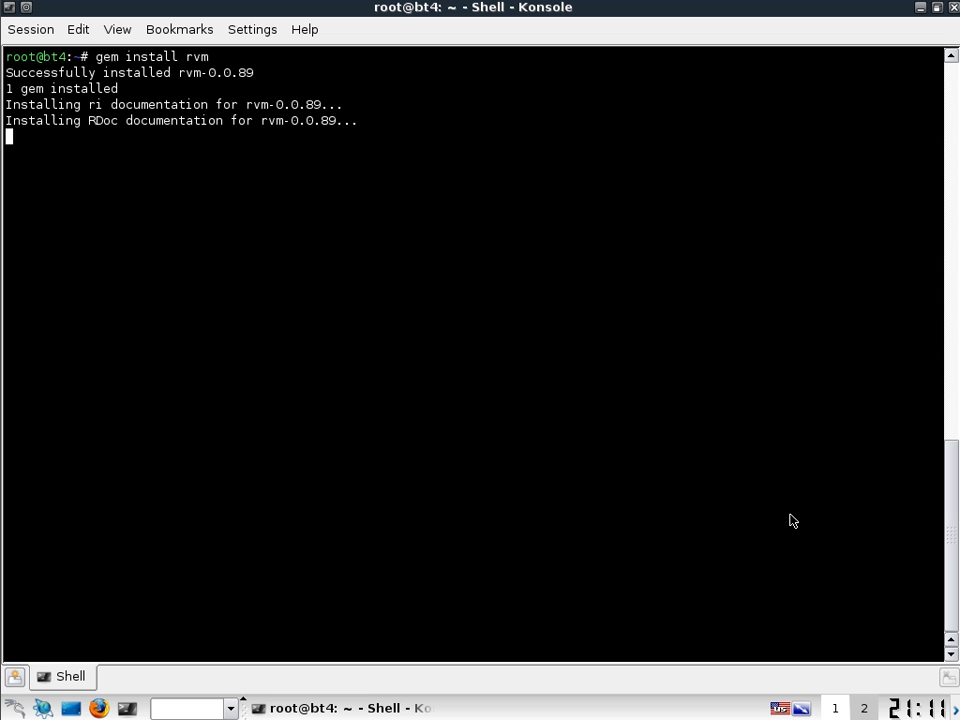 root@bt4: ~ - Shell - Konsole
Session Edit View Bookmarks Settings Help
root@bt4:~# gem install rvm
Successfully installed rvm-0.0.89
1 gem installed
Installing ri documentation for rvm-0.0.89...
Installing RDoc documentation for rvm-0.0.89...
Shell
root@bt4: ~ - Shell - Ko
US
1 2
21:11